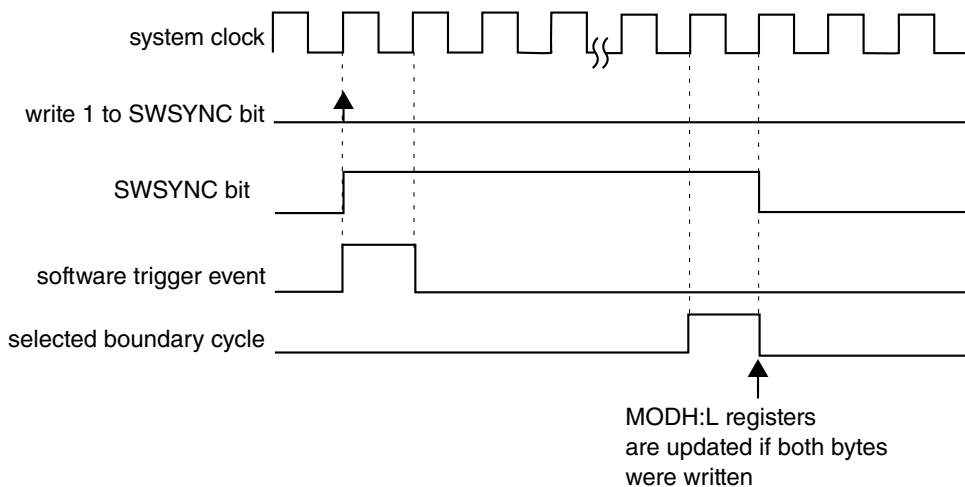 system clock
write 1 to SWSYNC bit
SWSYNC bit
software trigger event
selected boundary cycle
MODH:L registers
are updated if both bytes
were written